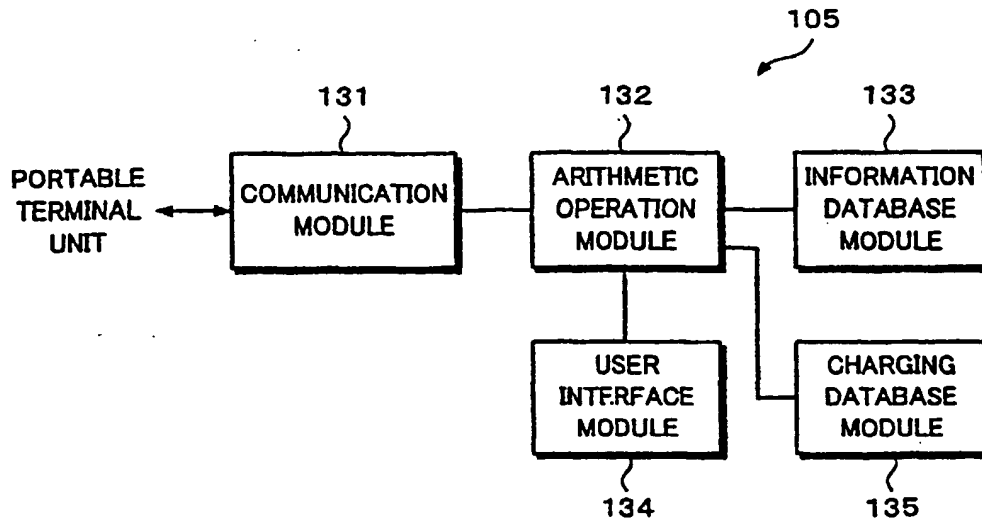 105
131
132
133
PORTABLE
TERMINAL
UNIT
COMMUNICATION
MODULE
ARITHMETIC
OPERATION
MODULE
INFORMATION
DATABASE
MODULE
USER
INTERFACE
MODULE
CHARGING
DATABASE
MODULE
134
135